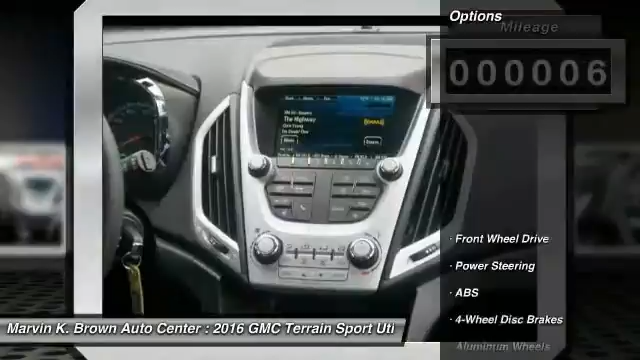 Options
Mileage
000006
The Highway
· Front Wheel Drive
· Power Steering
· ABS
· 4-Wheel Disc Brakes
· Aluminum Wheels
Marvin K. Brown Auto Center : 2016 GMC Terrain Sport Uti